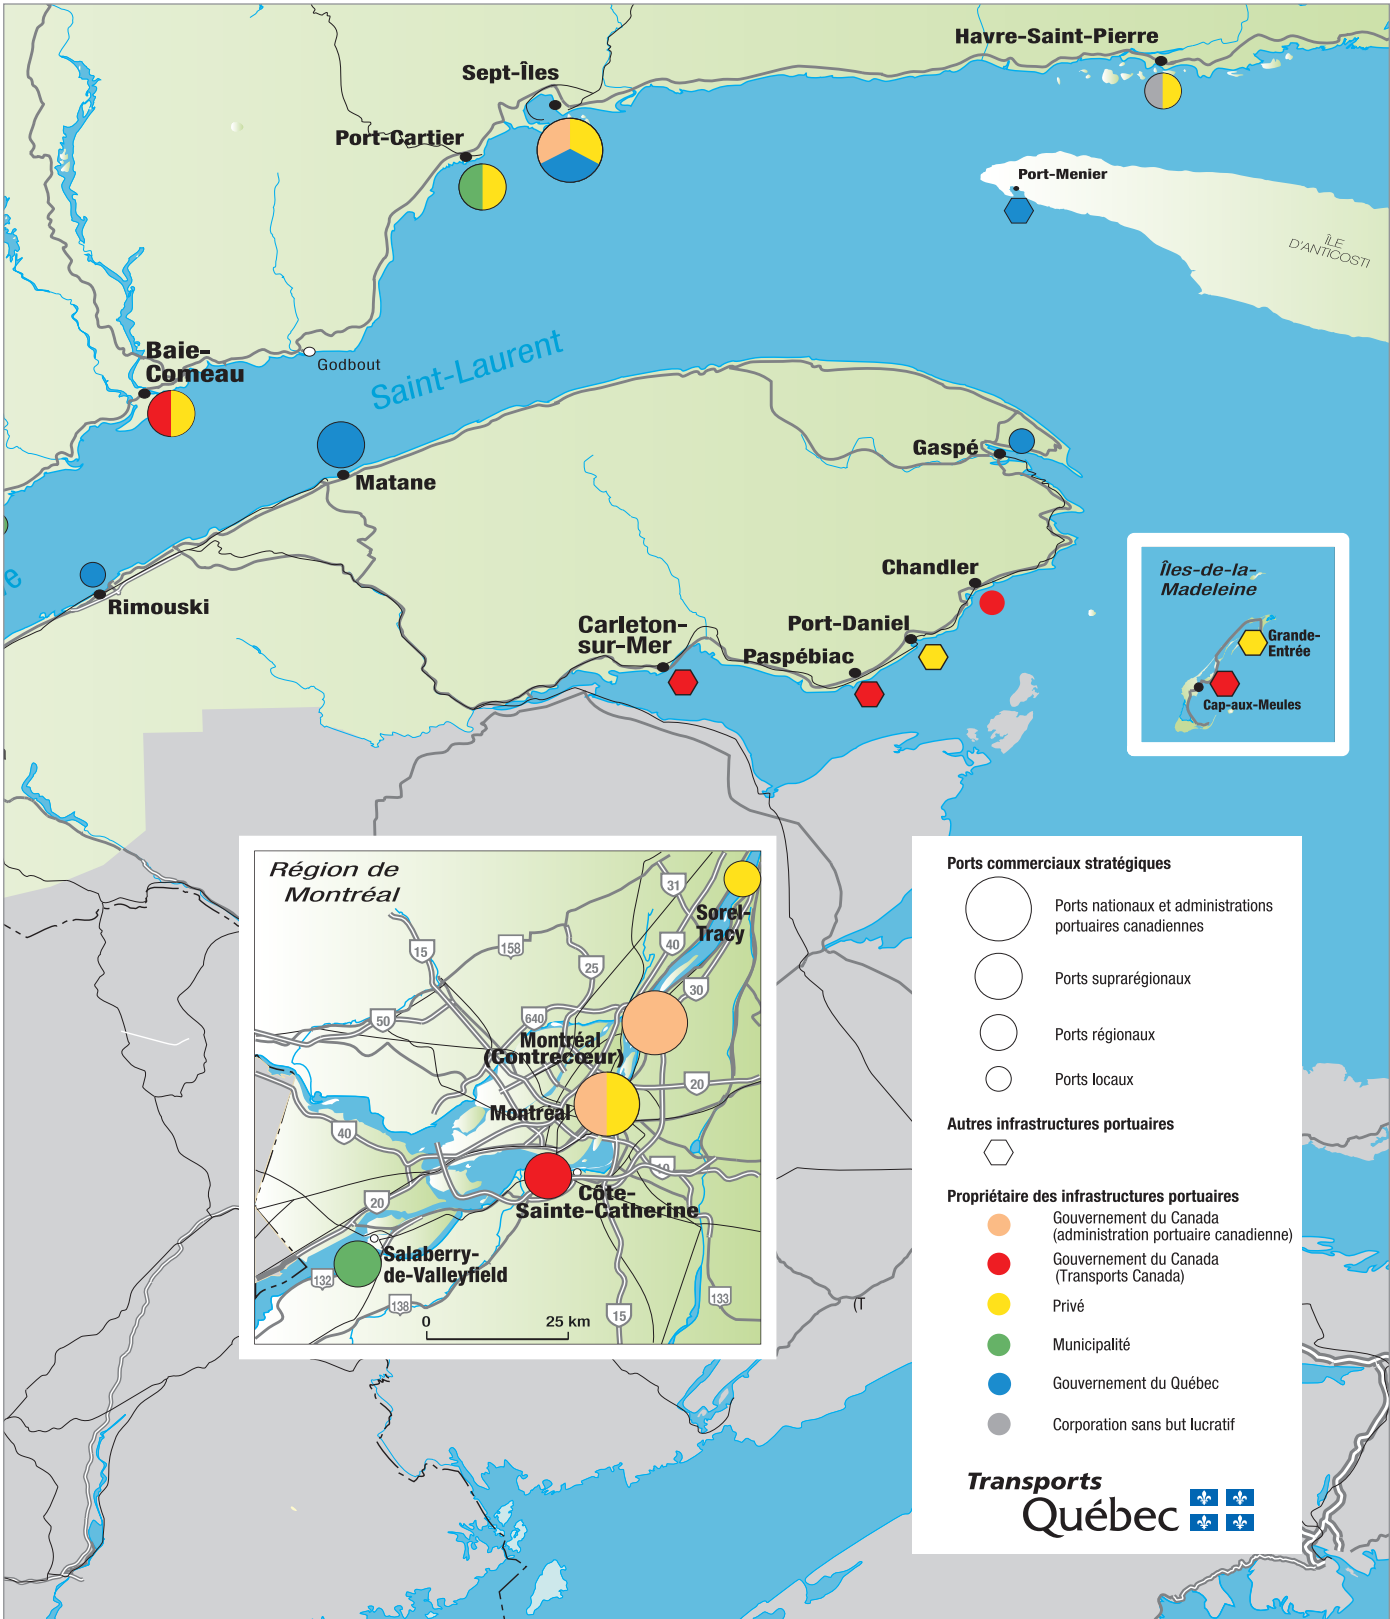 Havre-Saint-Pierre
Sept-Îles
Port-Cartier
Port-Menier
ÎLE
D'ANTICOSTI
Baie-
Comeau
Godbout
Saint-Laurent
Gaspé
Matane
Chandler
Rimouski
Carleton-
sur-Mer
Port-Daniel
Paspébiac
Îles-de-la-
Madeleine
Grande-
Entrée
Cap-aux-Meules
Région de
Montréal
31
Sorel-
Tracy
15
158
40
25
30
50
640
Montréal
(Contrecœur)
20
Montréal
40
10
Côte-
Sainte-Catherine
20
Salaberry-
de-Valleyfield
132
138
133
15
0
25 km
(T
Ports commerciaux stratégiques
Ports nationaux et administrations
portuaires canadiennes
Ports suprarégionaux
Ports régionaux
Ports locaux
Autres infrastructures portuaires
Propriétaire des infrastructures portuaires
Gouvernement du Canada
(administration portuaire canadienne)
Gouvernement du Canada
(Transports Canada)
Privé
Municipalité
Gouvernement du Québec
Corporation sans but lucratif
Transports
Québec